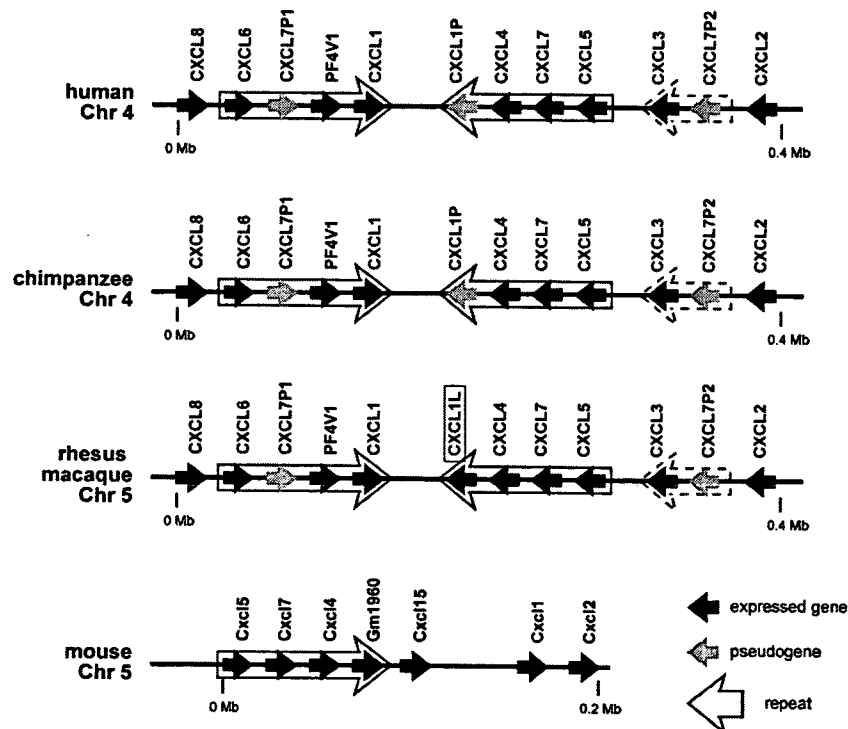 CXCL8 CXCL6 CXCL7P1 PF4V1 CXCL1 CXCL1P CXCL4 CXCL7 CXCL5 CXCL3 CXCL7P2 CXCL2
human
Chr 4
0 Mb 0.4 Mb
CXCL8 CXCL6 CXCL7P1 PF4V1 CXCL1 CXCL1P CXCL4 CXCL7 CXCL5 CXCL3 CXCL7P2 CXCL2
chimpanzee
Chr 4
0 Mb 0.4 Mb
CXCL8 CXCL6 CXCL7P1 PF4V1 CXCL1 CXCL1L CXCL4 CXCL7 CXCL5 CXCL3 CXCL7P2 CXCL2
rhesus
macaque
Chr 5
0 Mb 0.4 Mb
Cxcl5 Cxcl7 Cxcl4 Gm1960 Cxcl15 Cxcl1 Cxcl2
mouse
Chr 5
0 Mb 0.2 Mb
expressed gene
pseudogene
repeat